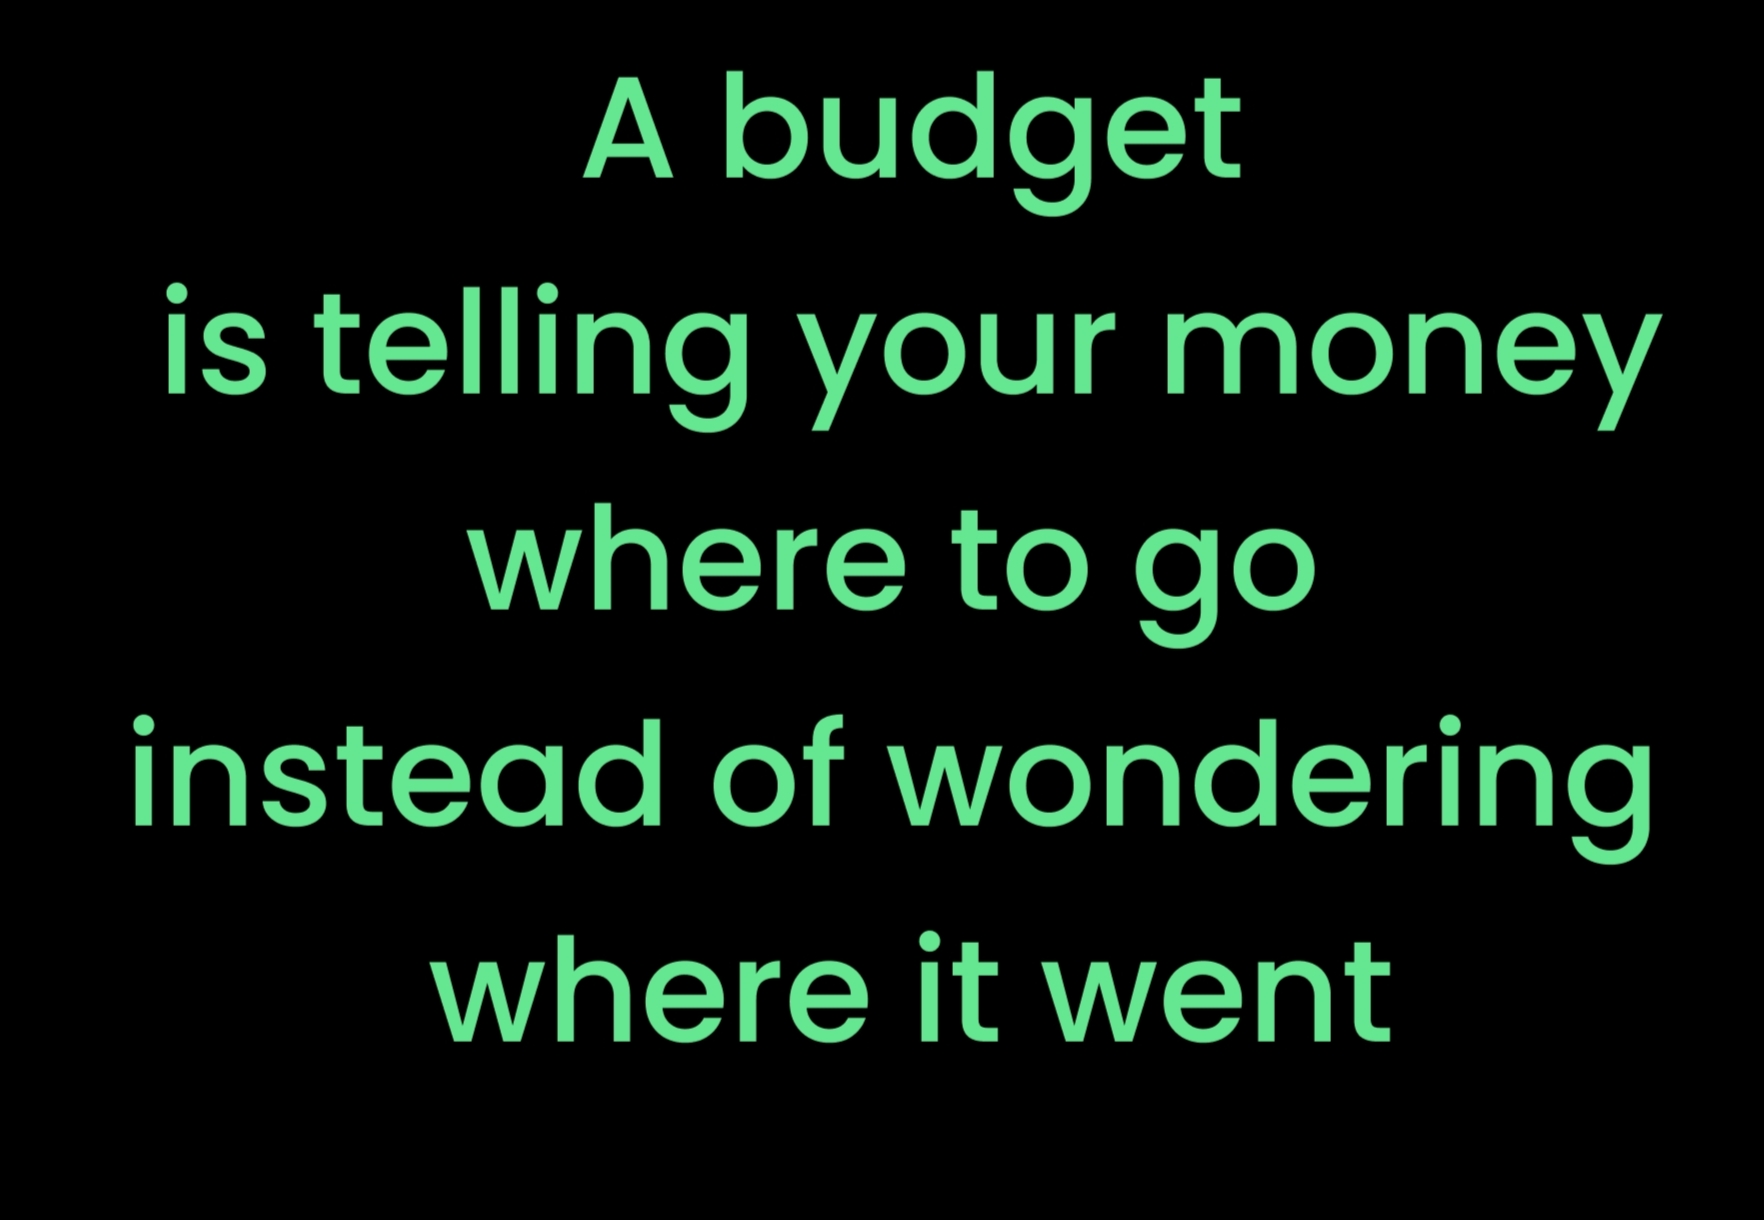 A budget
is telling your money
where to go
instead of wondering
where it went